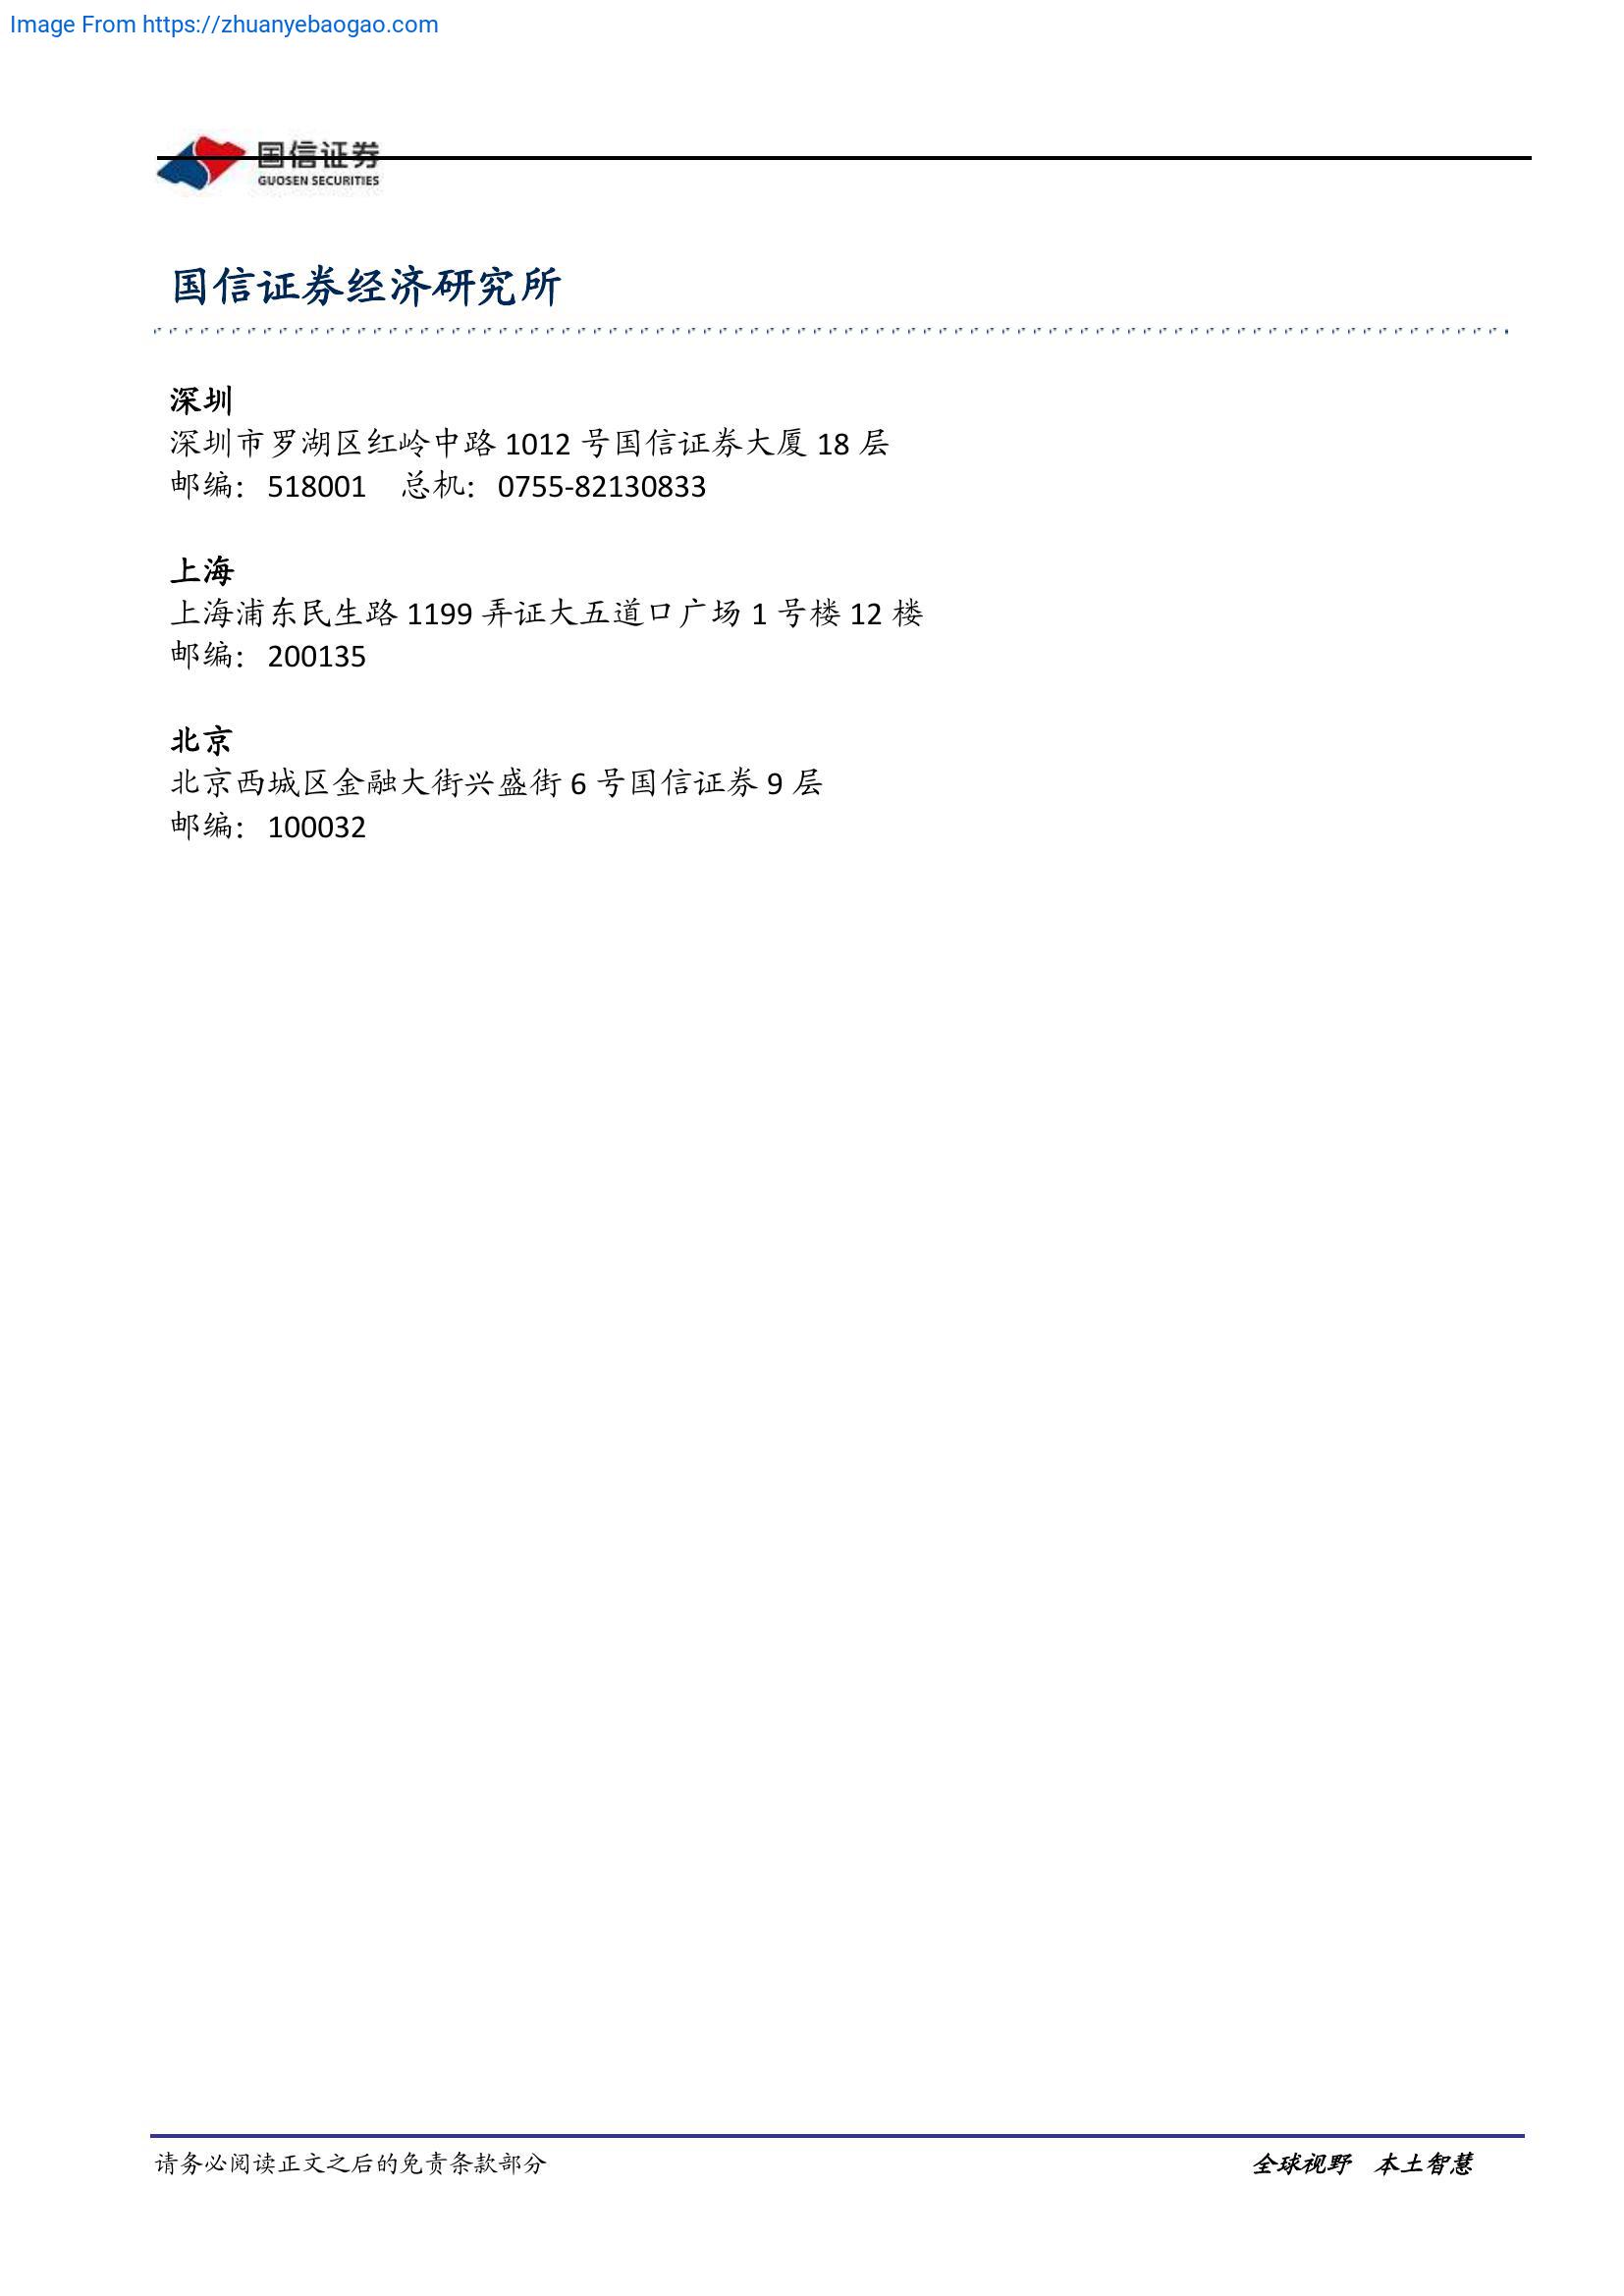 Image From https://zhuanyebaogao.com
国信证券
GUOSEN SECURITIES
国信证券经济研究所
深圳
深圳市罗湖区红岭中路 1012 号国信证券大厦 18 层
邮编：518001 总机：0755-82130833
上海
上海浦东民生路 1199 弄证大五道口广场 1 号楼 12 楼
邮编：200135
北京
北京西城区金融大街兴盛街 6 号国信证券 9 层
邮编：100032
请务必阅读正文之后的免责条款部分
全球视野 本土智慧